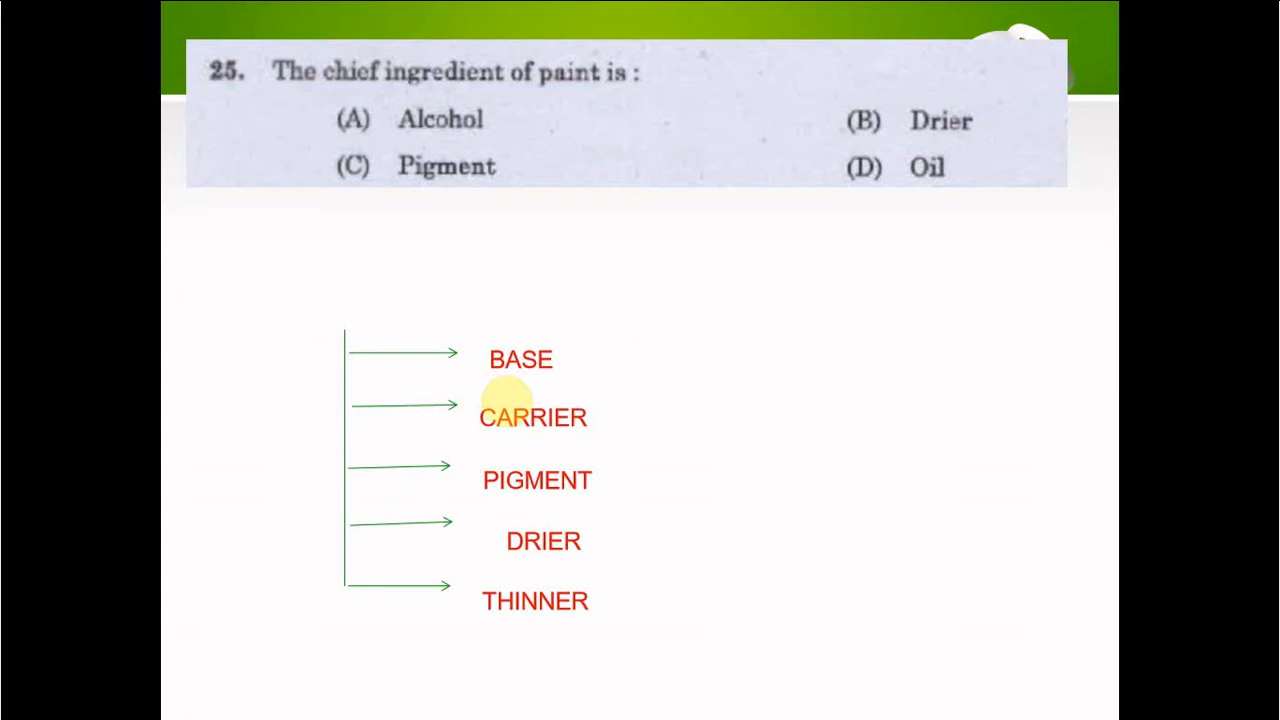 25. The chief ingredient of paint is :
(A) Alcohol (B) Drier
(C) Pigment (D) Oil
BASE
CARRIER
PIGMENT
DRIER
THINNER